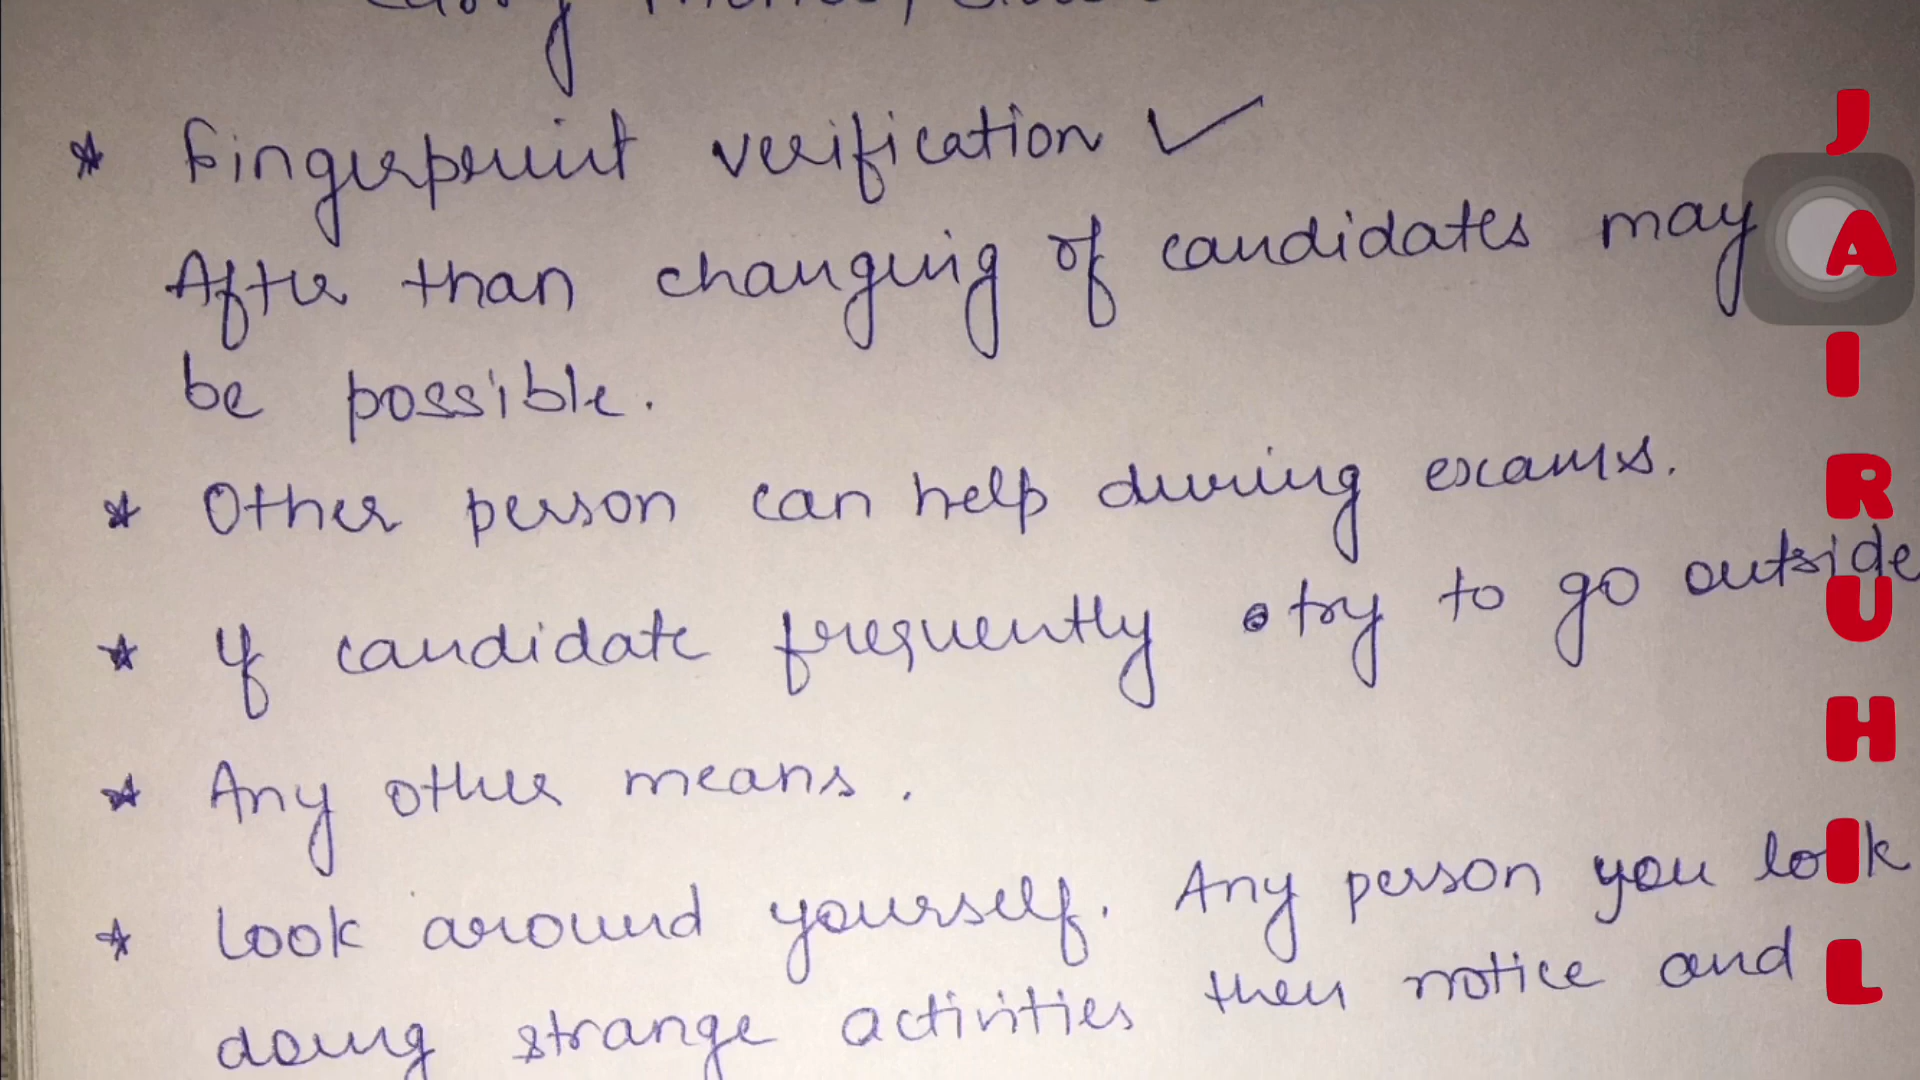 * Fingerprint verification ✓
After than changing of candidates may
be possible.
* Other person can help during exams.
* If candidate frequently try to go outside
* Any other means.
* Look around yourself. Any person you look
doing strange activities then notice and
JAIRUHIL